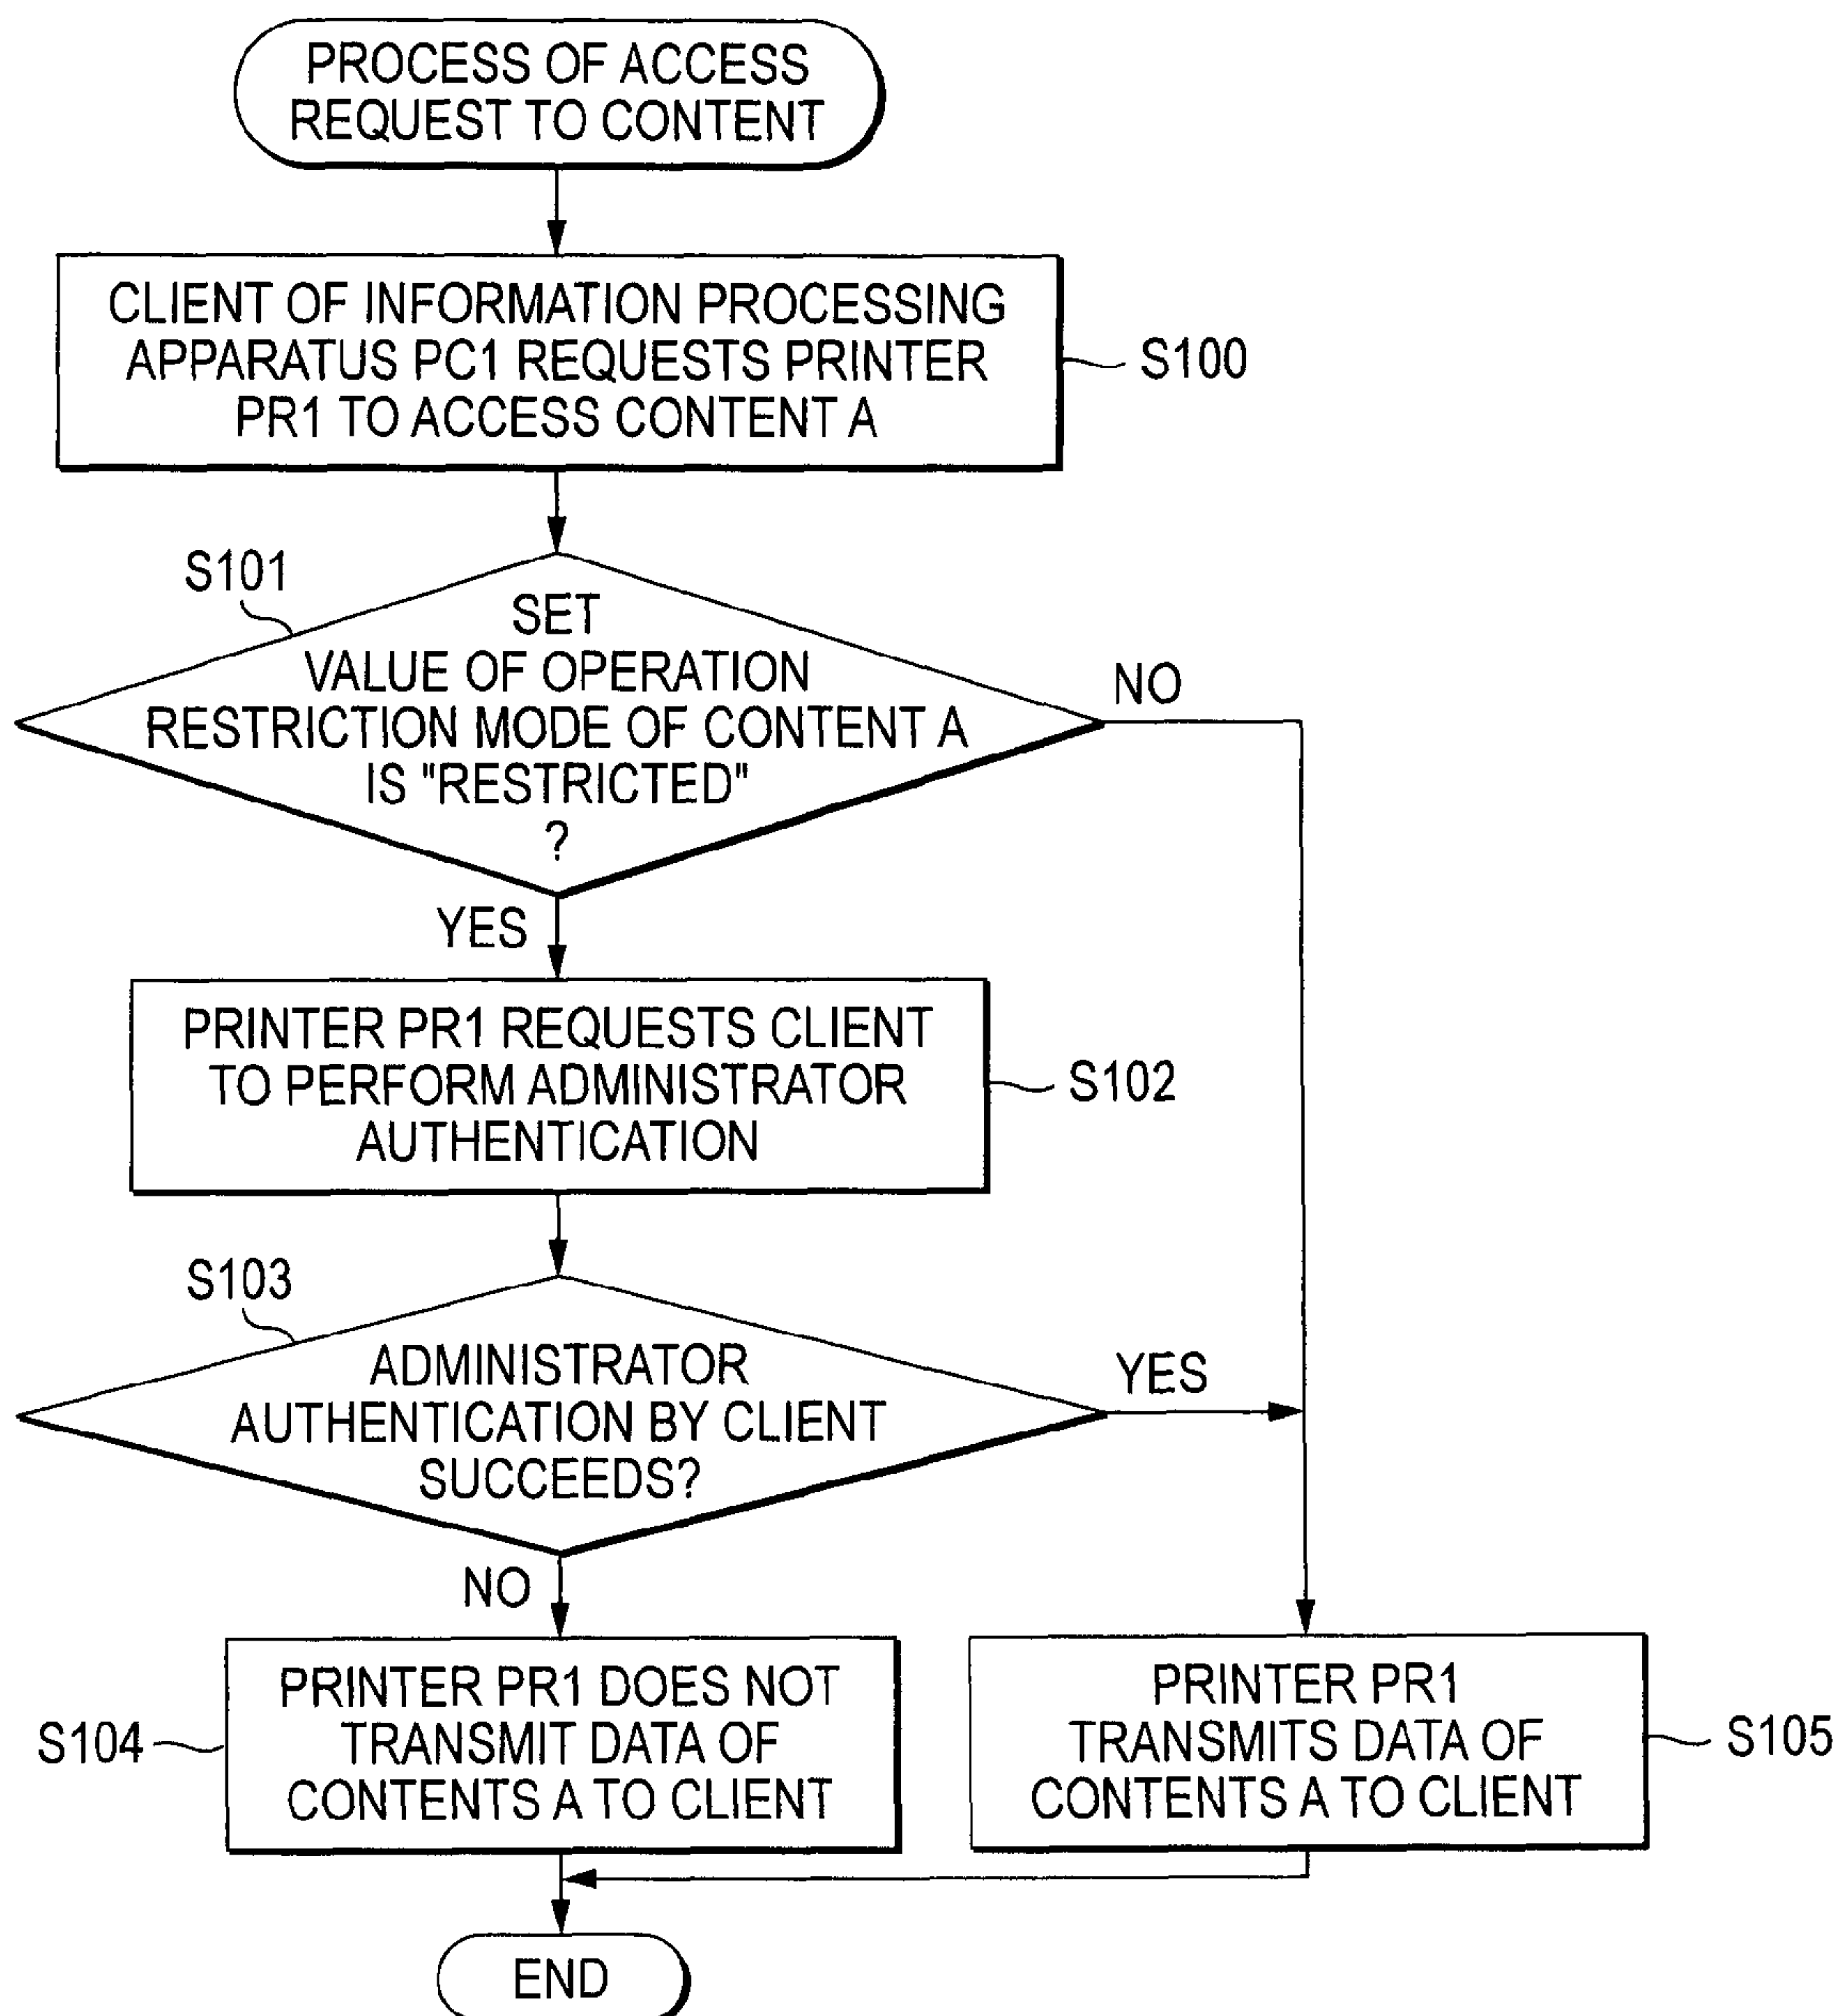 PROCESS OF ACCESS
REQUEST TO CONTENT
CLIENT OF INFORMATION PROCESSING
APPARATUS PC1 REQUESTS PRINTER
PR1 TO ACCESS CONTENT A
S100
S101
SET
VALUE OF OPERATION
RESTRICTION MODE OF CONTENT A
IS "RESTRICTED"
?
NO
YES
PRINTER PR1 REQUESTS CLIENT
TO PERFORM ADMINISTRATOR
AUTHENTICATION
S102
S103
ADMINISTRATOR
AUTHENTICATION BY CLIENT
SUCCEEDS?
YES
NO
S104
PRINTER PR1 DOES NOT
TRANSMIT DATA OF
CONTENTS A TO CLIENT
PRINTER PR1
TRANSMITS DATA OF
CONTENTS A TO CLIENT
S105
END